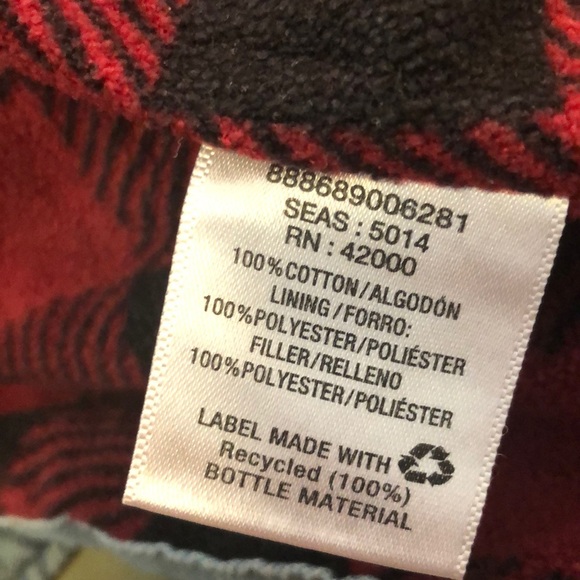 888689006281
SEAS : 5014
RN : 42000
100%COTTON/ALGODÓN
LINING/FORRO:
100%POLYESTER/POLIÉSTER
FILLER/RELLENO
100%POLYESTER/POLIÉSTER
LABEL MADE WITH
Recycled (100%)
BOTTLE MATERIAL